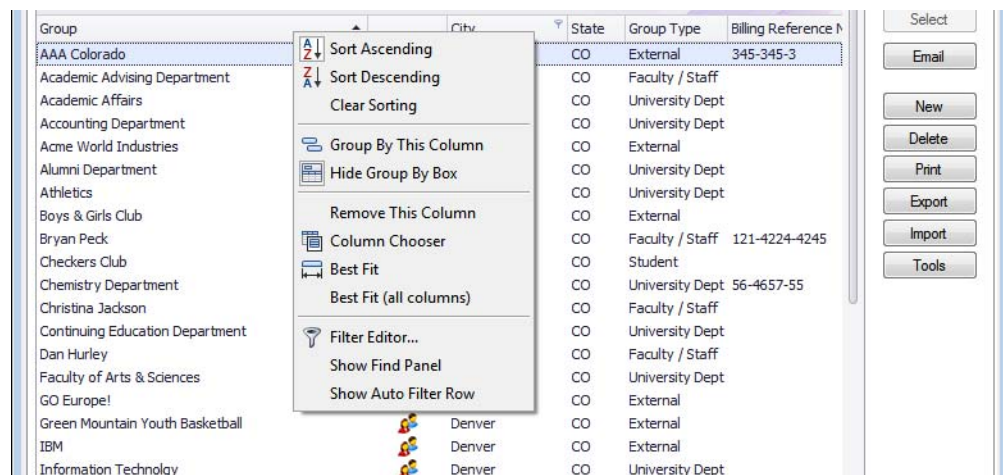 Group City State Group Type Billing Reference N
AAA Colorado CO External 345-345-3
Academic Advising Department CO Faculty / Staff
Academic Affairs CO University Dept
Accounting Department CO University Dept
Acme World Industries CO External
Alumni Department CO University Dept
Athletics CO University Dept
Boys & Girls Club CO External
Bryan Peck CO Faculty / Staff 121-4224-4245
Checkers Club CO Student
Chemistry Department CO University Dept 56-4657-55
Christina Jackson CO Faculty / Staff
Continuing Education Department CO University Dept
Dan Hurley CO Faculty / Staff
Faculty of Arts & Sciences CO University Dept
GO Europe! CO External
Green Mountain Youth Basketball Denver CO External
IBM Denver CO External
Information Technolgy Denver CO University Dept
Sort Ascending
Sort Descending
Clear Sorting
Group By This Column
Hide Group By Box
Remove This Column
Column Chooser
Best Fit
Best Fit (all columns)
Filter Editor...
Show Find Panel
Show Auto Filter Row
Select
Email
New
Delete
Print
Export
Import
Tools